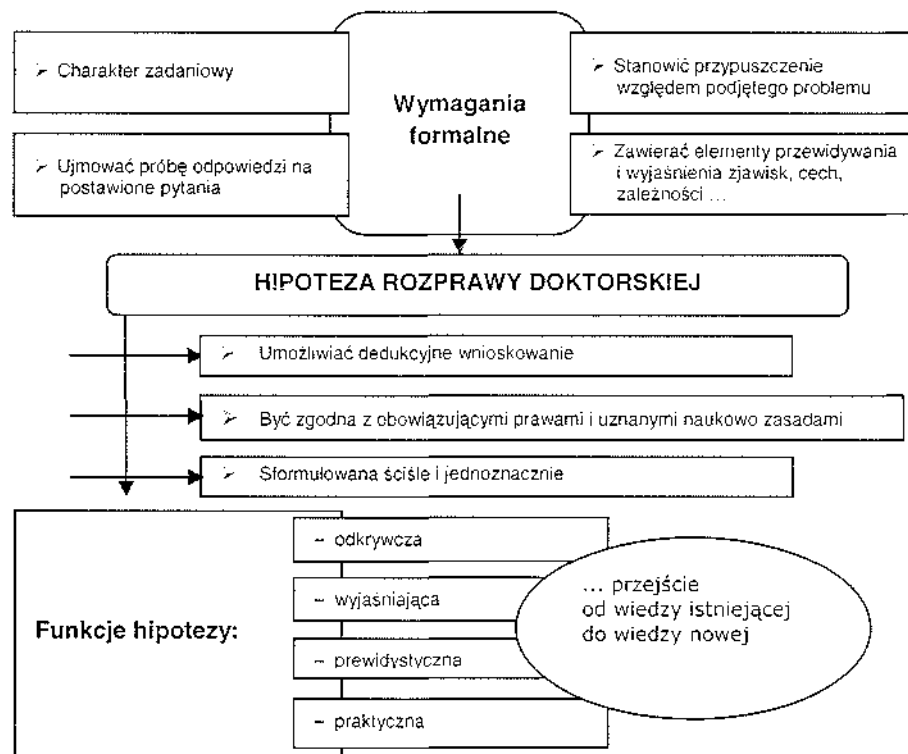 ➢ Charakter zadaniowy
➢ Ujmować próbę odpowiedzi na
postawione pytania
Wymagania
formalne
➢ Stanowić przypuszczenie
względem podjętego problemu
➢ Zawierać elementy przewidywania
i wyjaśnienia zjawisk, cech,
zależności ...
HIPOTEZA ROZPRAWY DOKTORSKIEJ
➢ Umożliwiać dedukcyjne wnioskowanie
➢ Być zgodna z obowiązującymi prawami i uznanymi naukowo zasadami
➢ Sformułowana ściśle i jednoznacznie
Funkcje hipotezy:
– odkrywcza
– wyjaśniająca
– prewidystyczna
– praktyczna
... przejście
od wiedzy istniejącej
do wiedzy nowej